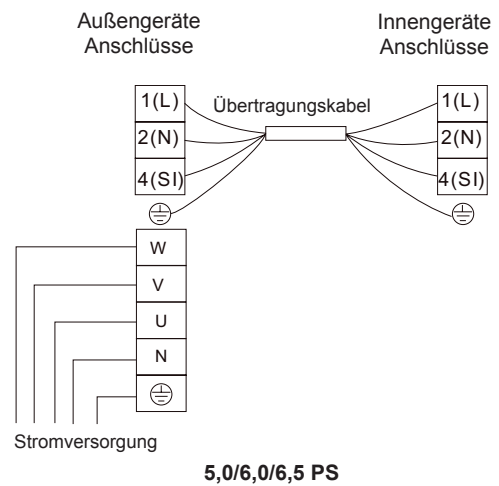 Außengeräte
Anschlüsse
Innengeräte
Anschlüsse
1(L)
2(N)
4(SI)
Übertragungskabel
1(L)
2(N)
4(SI)
W
V
U
N
Stromversorgung
5,0/6,0/6,5 PS